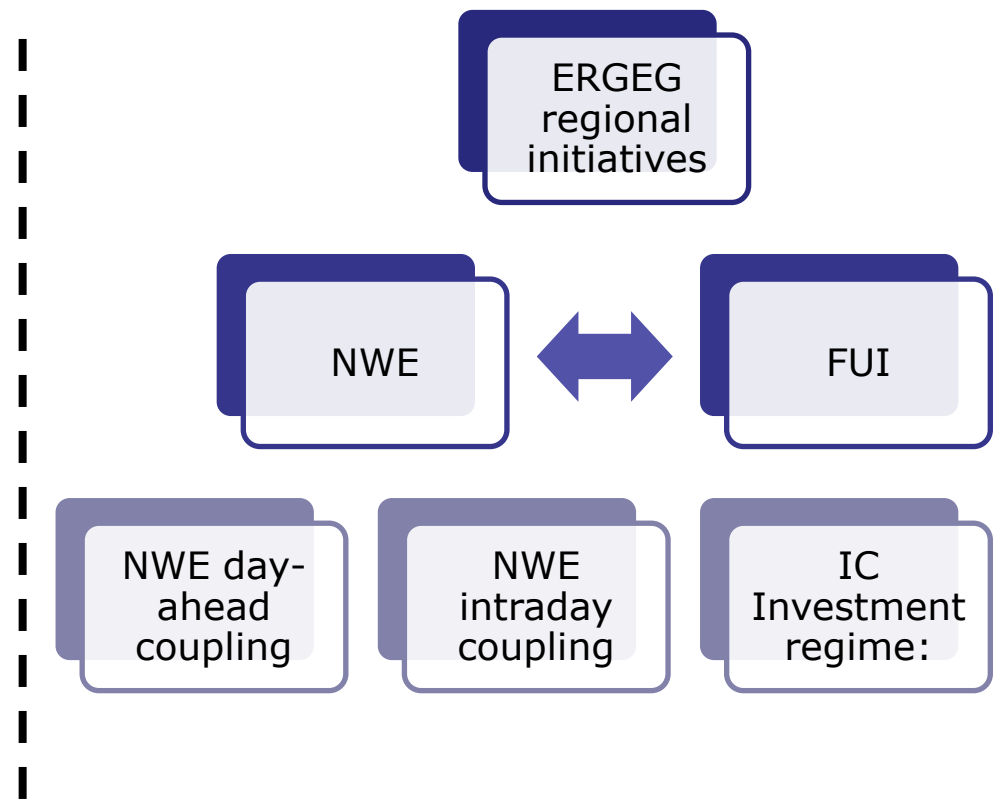 ERGEG
regional
initiatives
NWE
FUI
NWE day-
ahead
coupling
NWE
intraday
coupling
IC
Investment
regime: